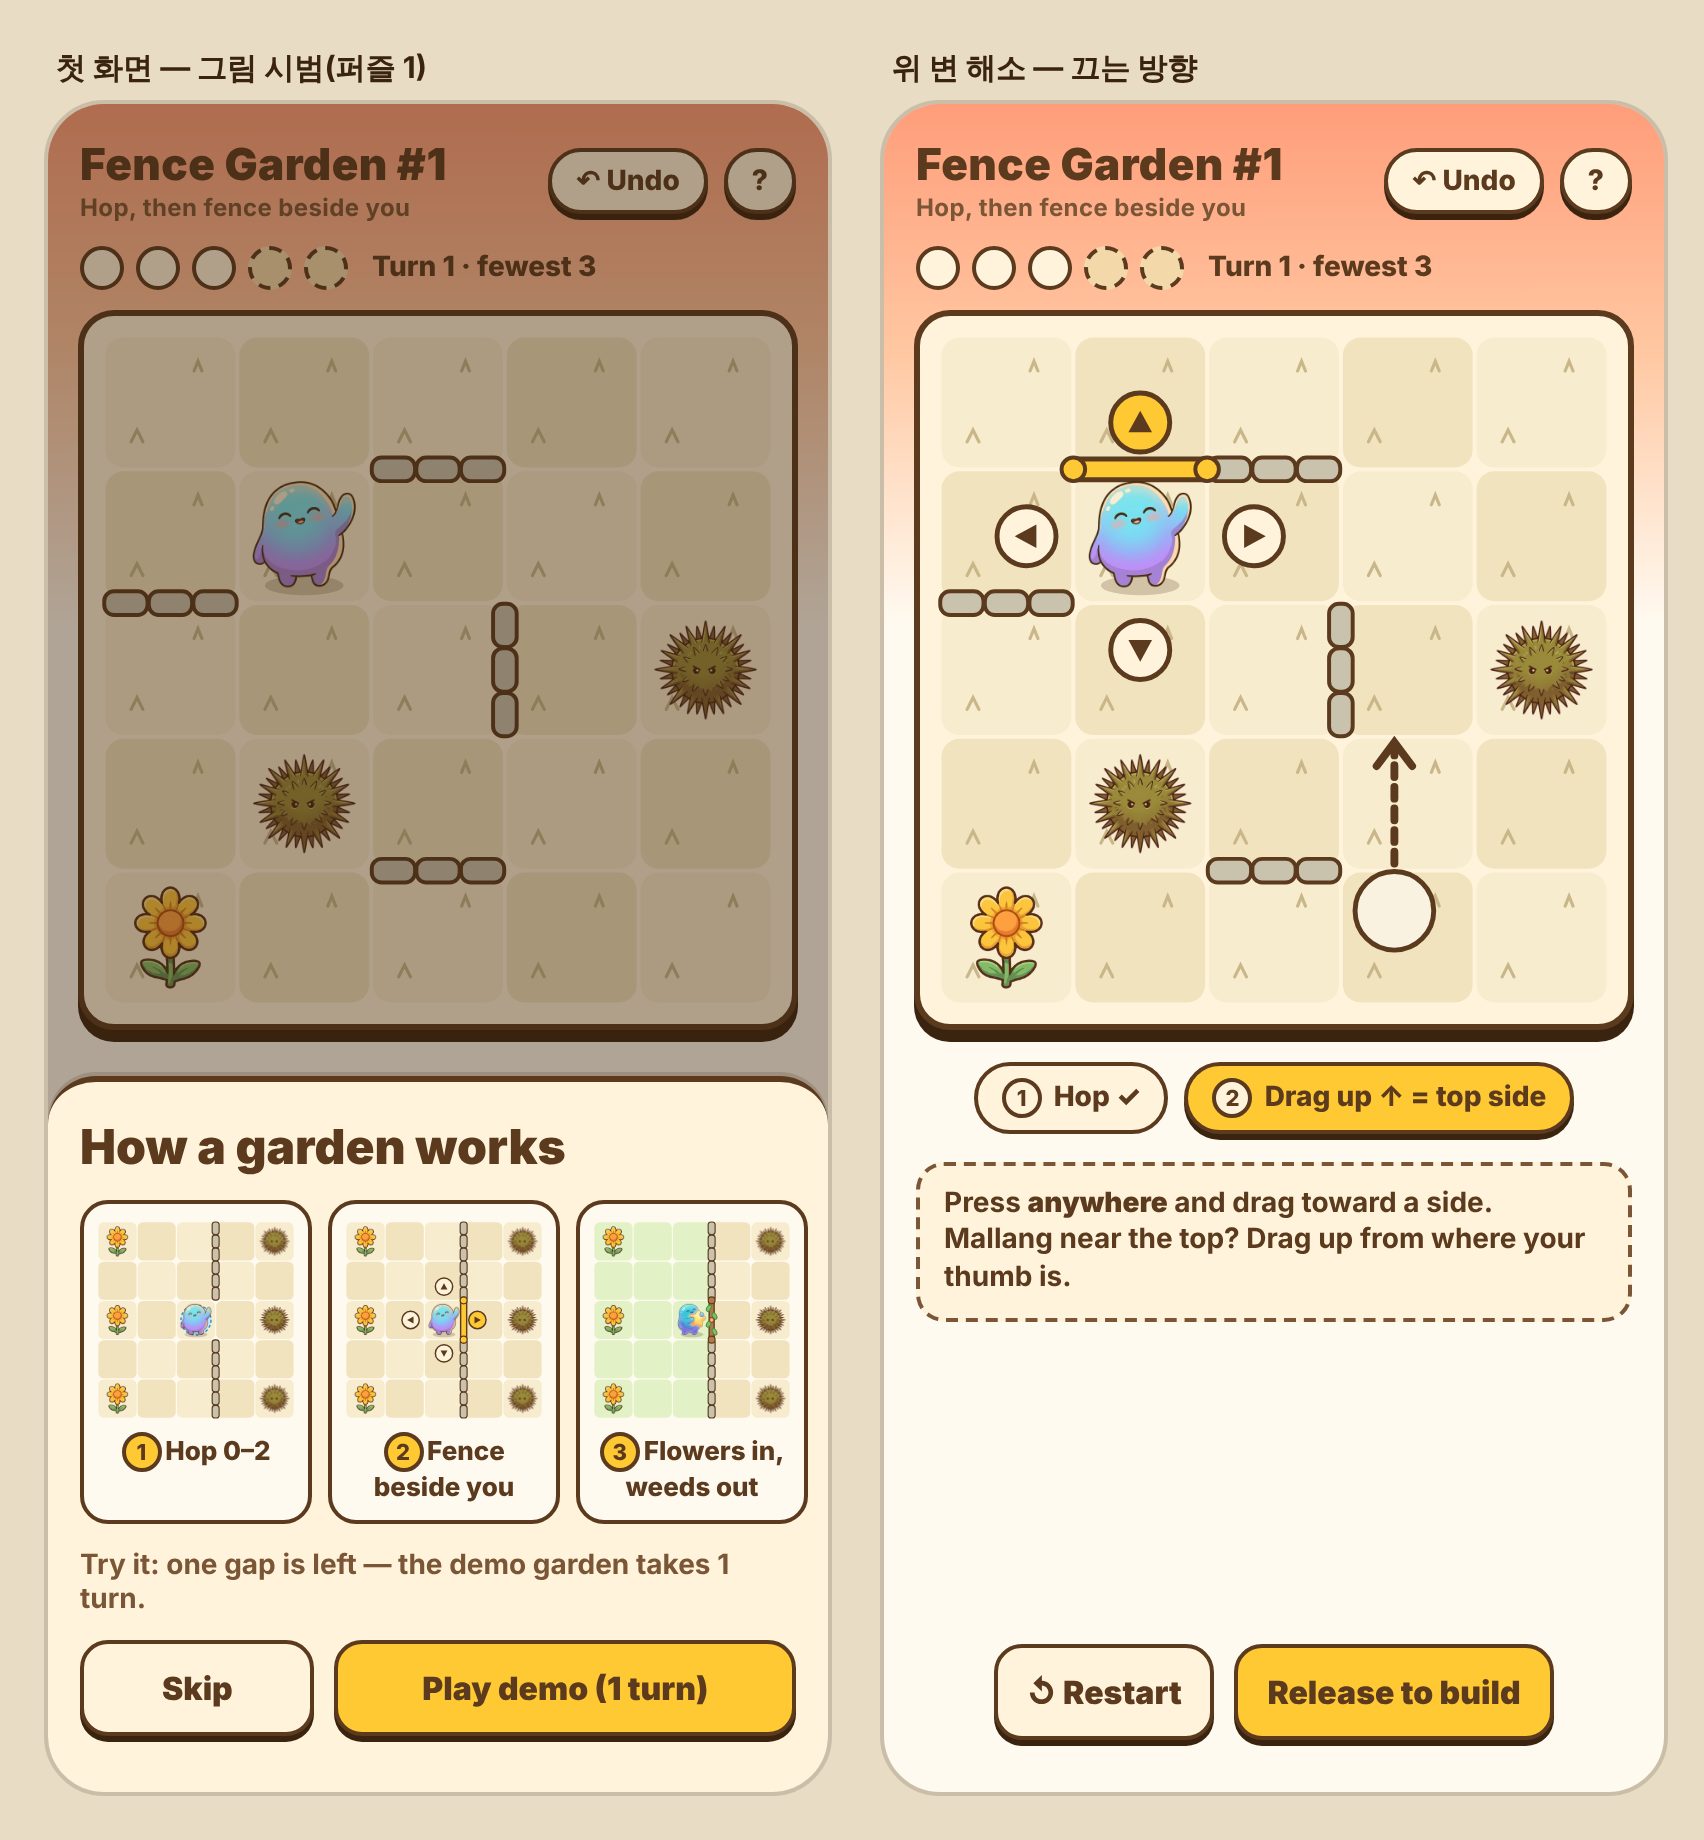 첫 화면 — 그림 시범(퍼즐 1)
Fence Garden #1
Hop, then fence beside you
↶ Undo
?
Turn 1 · fewest 3
How a garden works
1 Hop 0–2
2 Fence
beside you
3 Flowers in,
weeds out
Try it: one gap is left — the demo garden takes 1
turn.
Skip
Play demo (1 turn)
위 변 해소 — 끄는 방향
Fence Garden #1
Hop, then fence beside you
↶ Undo
?
Turn 1 · fewest 3
1 Hop ✓
2 Drag up ↑ = top side
Press anywhere and drag toward a side.
Mallang near the top? Drag up from where your
thumb is.
↺ Restart
Release to build